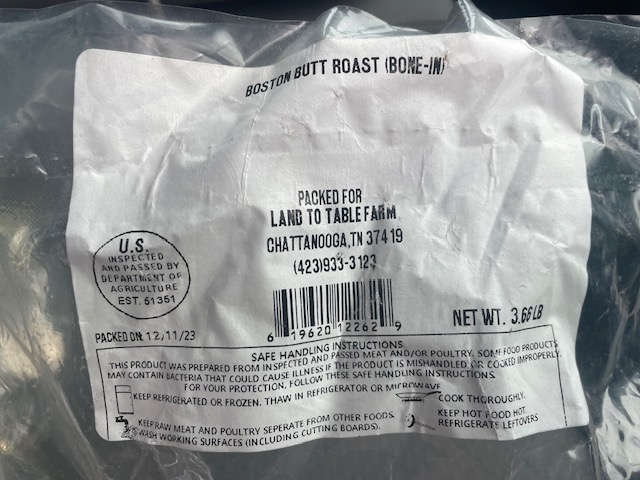 BOSTON BUTT ROAST (BONE-IN)
PACKED FOR
LAND TO TABLE FARM
CHATTANOOGA, TN 37419
(423)933-3123
U.S.
INSPECTED
AND PASSED BY
DEPARTMENT OF
AGRICULTURE
EST. 51351
PACKED ON: 12/11/23
6 19620 12262 9
NET WT. 3.66 LB
SAFE HANDLING INSTRUCTIONS
THIS PRODUCT WAS PREPARED FROM INSPECTED AND PASSED MEAT AND/OR POULTRY. SOME FOOD PRODUCTS
MAY CONTAIN BACTERIA THAT COULD CAUSE ILLNESS IF THE PRODUCT IS MISHANDLED OR COOKED IMPROPERLY.
FOR YOUR PROTECTION, FOLLOW THESE SAFE HANDLING INSTRUCTIONS.
KEEP REFRIGERATED OR FROZEN. THAW IN REFRIGERATOR OR MICROWAVE
COOK THOROUGHLY.
KEEP RAW MEAT AND POULTRY SEPERATE FROM OTHER FOODS.
WASH WORKING SURFACES (INCLUDING CUTTING BOARDS).
KEEP HOT FOOD HOT.
REFRIGERATE LEFTOVERS